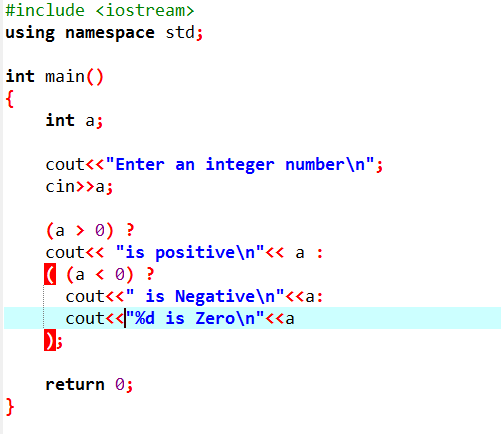 #include <iostream>
using namespace std;
int main()
{
int a;
cout<<"Enter an integer number\n";
cin>>a;
(a > 0) ?
cout<< "is positive\n"<< a :
( (a < 0) ?
cout<<" is Negative\n"<<a:
cout<<"%d is Zero\n"<<a
);
return 0;
}